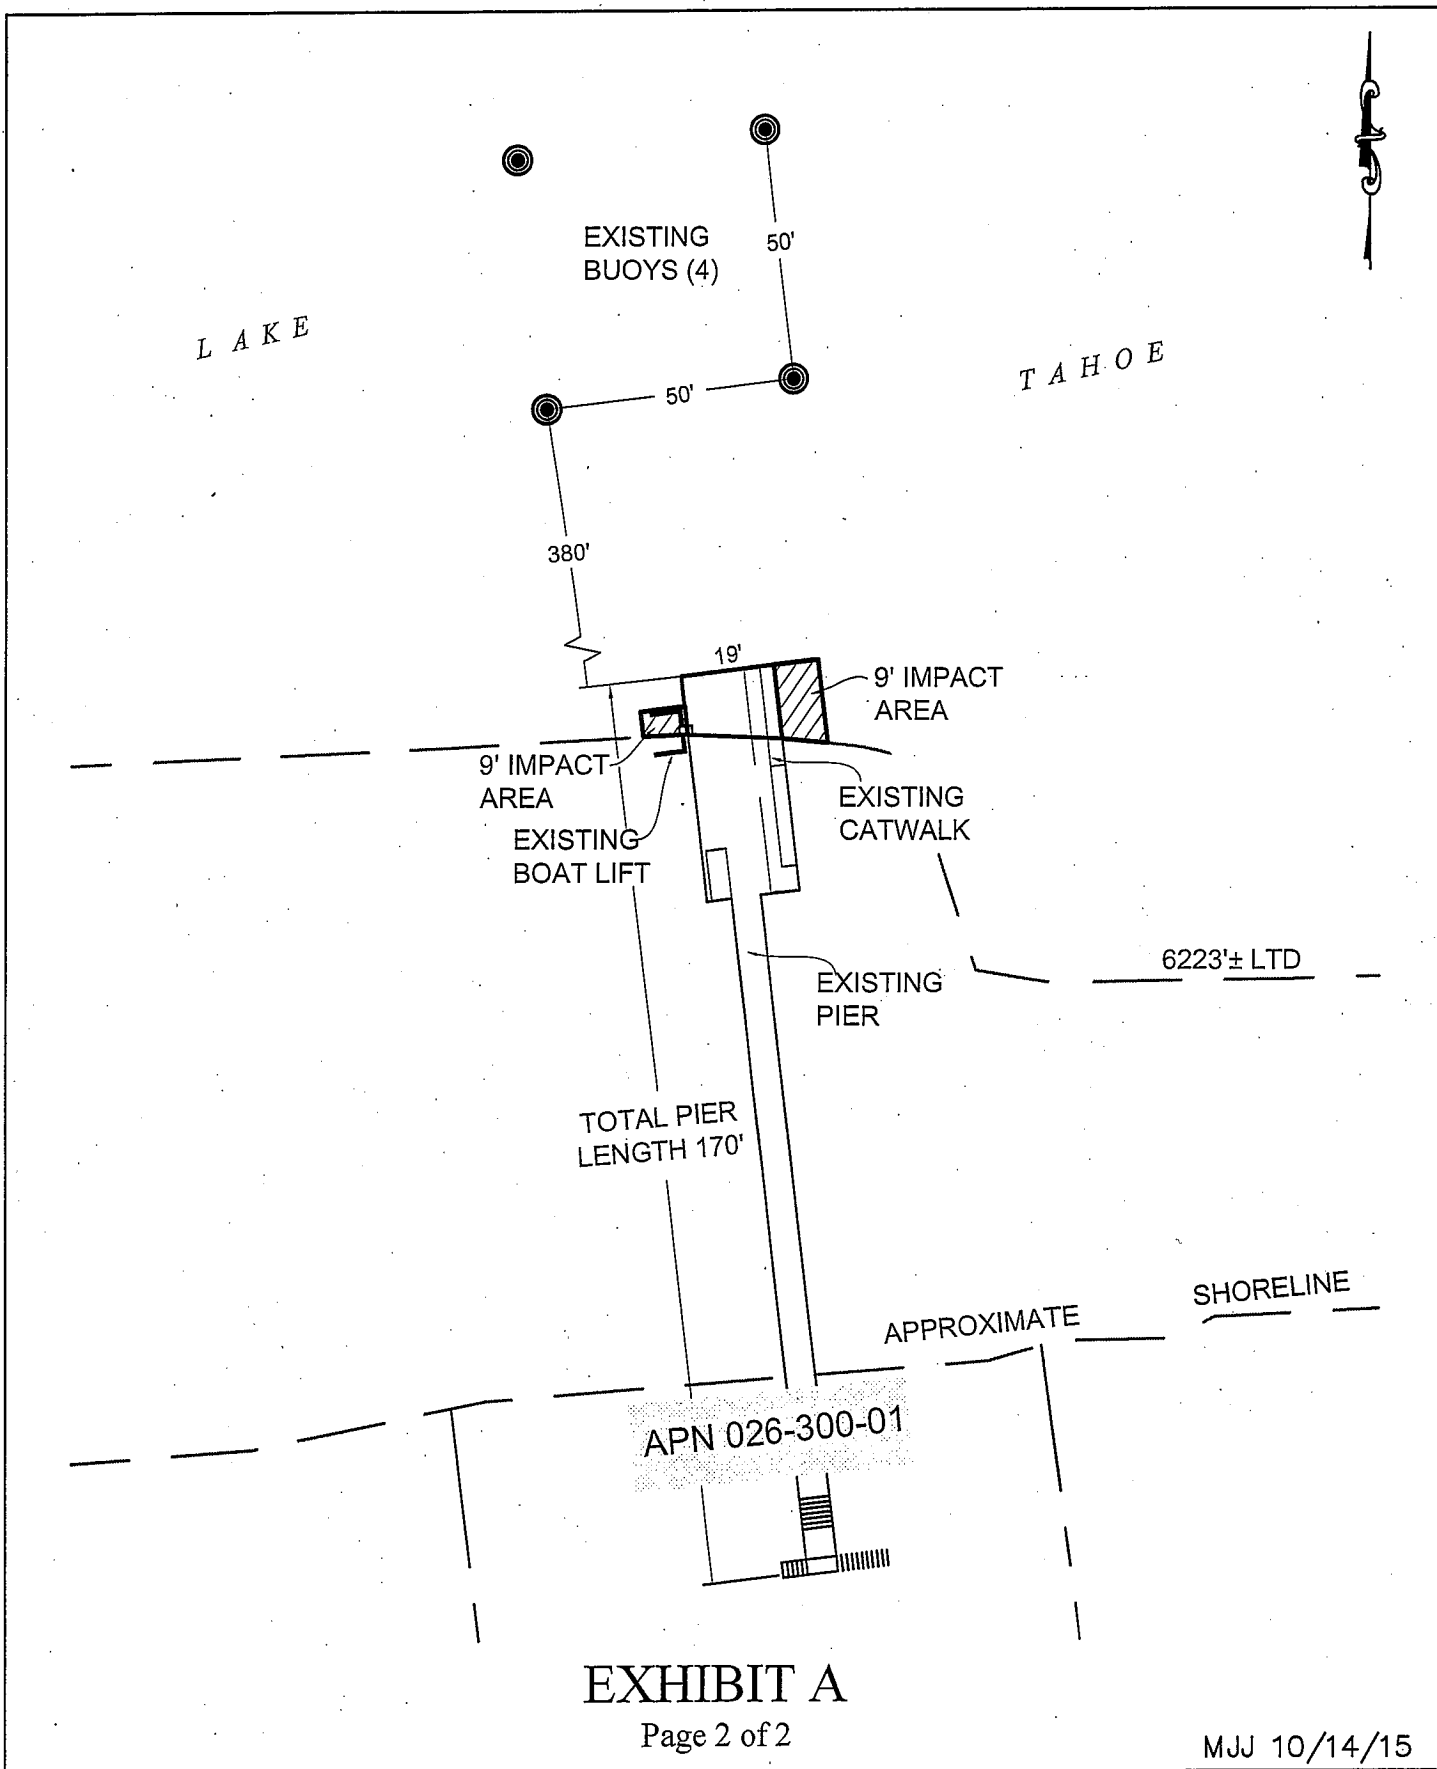 50'
EXISTING
BUOYS (4)
LAKE
TAHOE
50'
380'
19'
9' IMPACT
AREA
9' IMPACT
AREA
EXISTING
CATWALK
EXISTING
BOAT LIFT
6223'± LTD
EXISTING
PIER
TOTAL PIER
LENGTH 170'
SHORELINE
APPROXIMATE
APN 026-300-01
EXHIBIT A
Page 2 of 2
MJJ 10/14/15